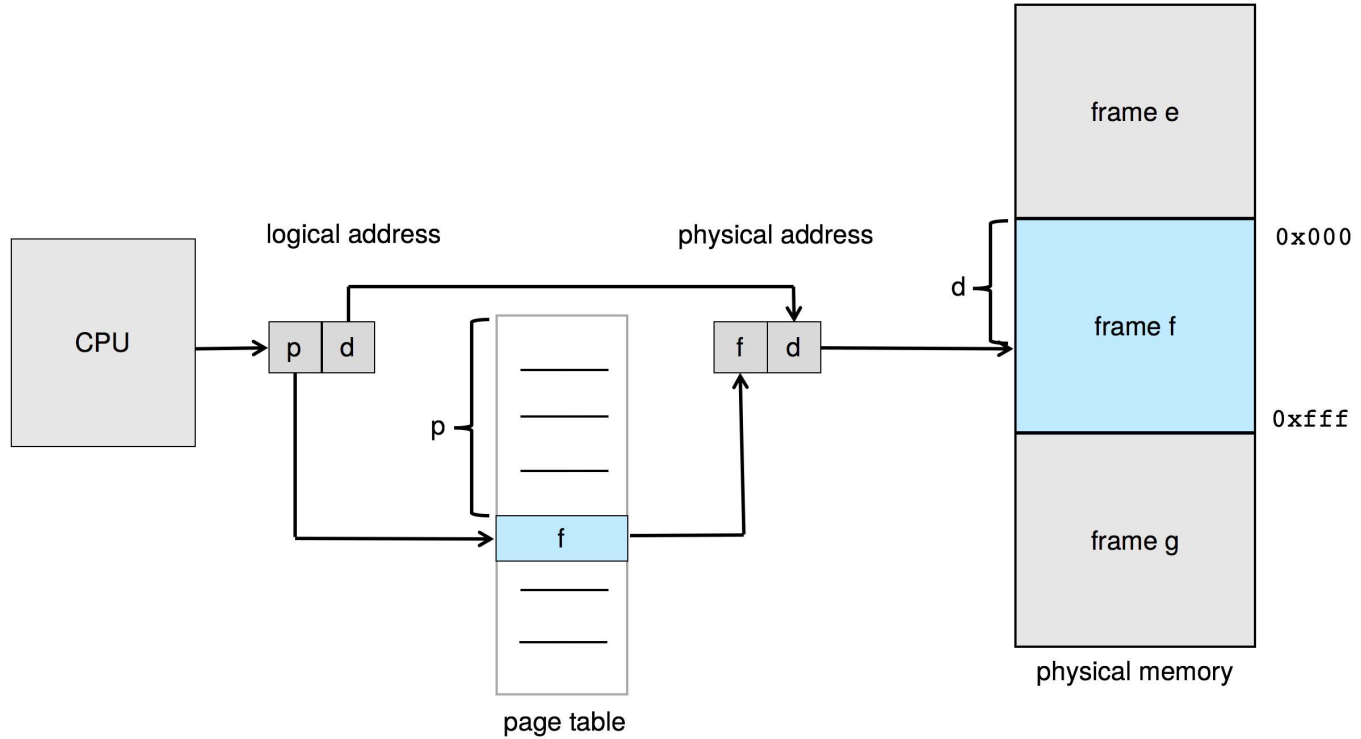 frame e
logical address
physical address
0x000
d
frame f
CPU
p d
f d
p
0xfff
f
frame g
physical memory
page table